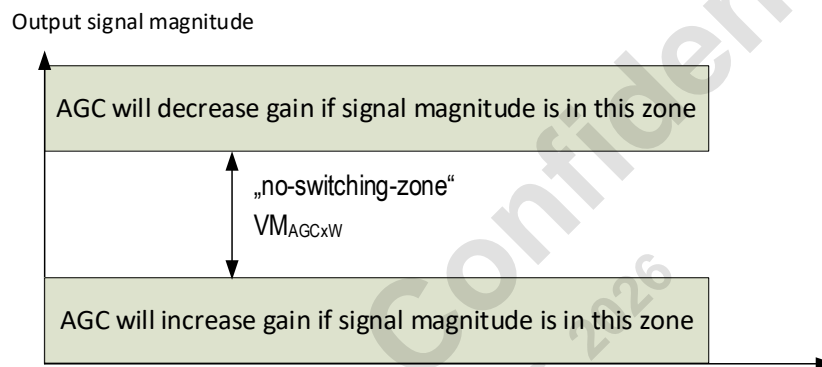 Output signal magnitude
AGC will decrease gain if signal magnitude is in this zone
„no-switching-zone“
VMAGCxW
AGC will increase gain if signal magnitude is in this zone
2026